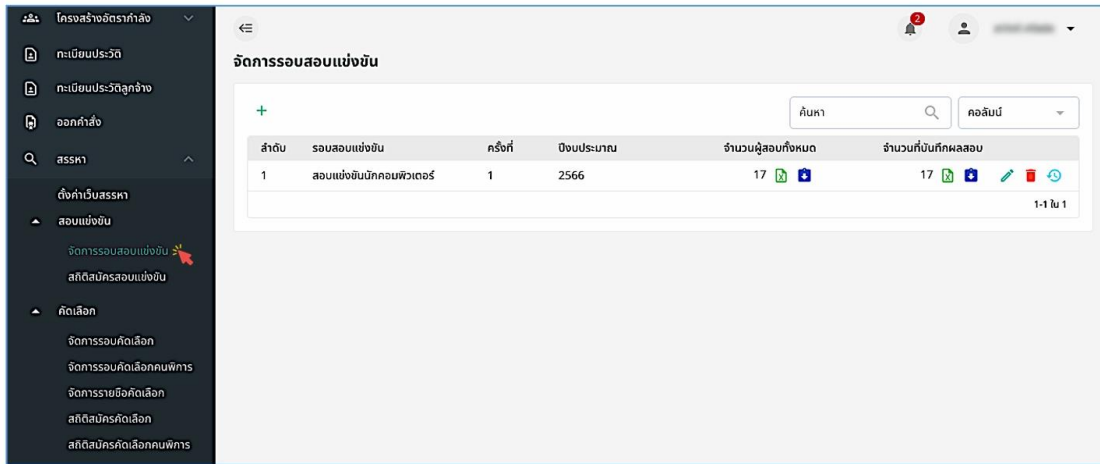 โครงสร้างอัตรากำลัง
ทะเบียนประวัติ
ทะเบียนประวัติลูกจ้าง
ออกคำสั่ง
สรรหา
ตั้งค่าเว็บสรรหา
สอบแข่งขัน
จัดการรอบสอบแข่งขัน
สถิติสมัครสอบแข่งขัน
คัดเลือก
จัดการรอบคัดเลือก
จัดการรอบคัดเลือกคนพิการ
จัดการรายชื่อคัดเลือก
สถิติสมัครคัดเลือก
สถิติสมัครคัดเลือกคนพิการ
2
จัดการรอบสอบแข่งขัน
ค้นหา คอลัมน์
ลำดับ รอบสอบแข่งขัน ครั้งที่ ปีงบประมาณ จำนวนผู้สอบทั้งหมด จำนวนที่บันทึกผลสอบ
1 สอบแข่งขันนักคอมพิวเตอร์ 1 2566 17 17
1-1 ใน 1